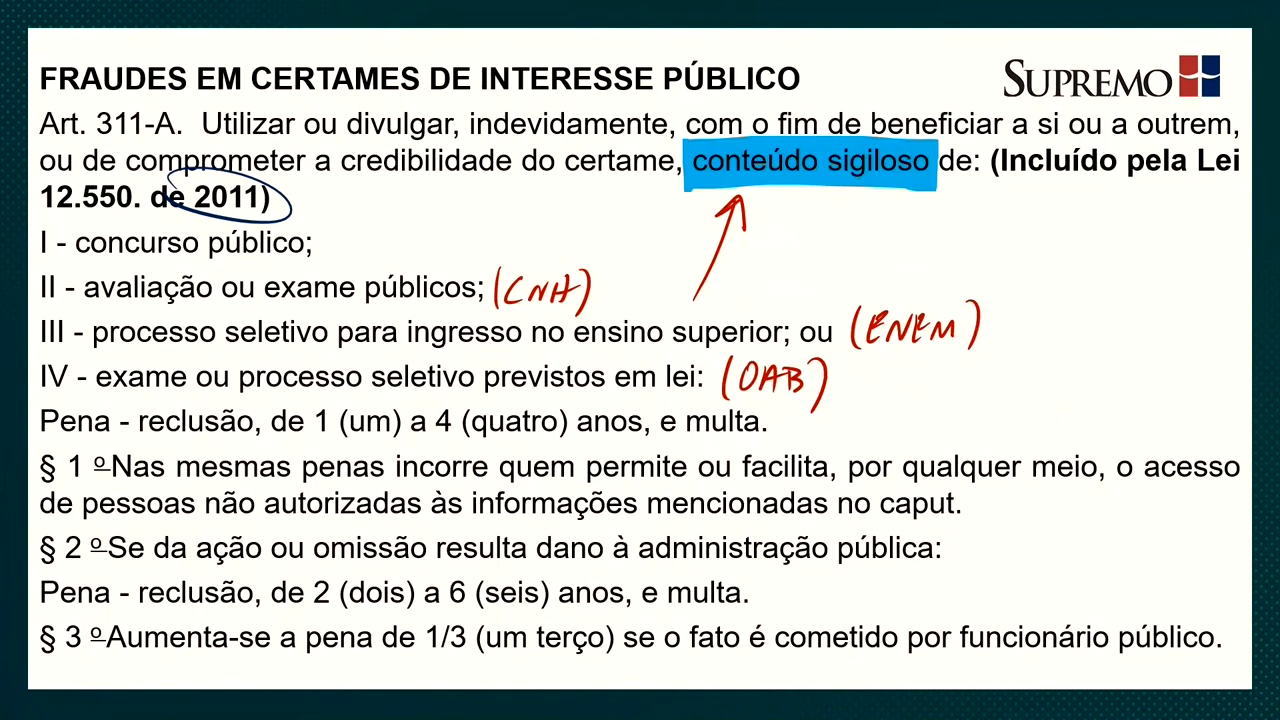 FRAUDES EM CERTAMES DE INTERESSE PÚBLICO
SUPREMO
Art. 311-A. Utilizar ou divulgar, indevidamente, com o fim de beneficiar a si ou a outrem,
ou de comprometer a credibilidade do certame, conteúdo sigiloso de: (Incluído pela Lei
12.550. de 2011)
I - concurso público;
II - avaliação ou exame públicos; (CNH)
III - processo seletivo para ingresso no ensino superior; ou (ENEM)
IV - exame ou processo seletivo previstos em lei: (OAB)
Pena - reclusão, de 1 (um) a 4 (quatro) anos, e multa.
§ 1 º Nas mesmas penas incorre quem permite ou facilita, por qualquer meio, o acesso
de pessoas não autorizadas às informações mencionadas no caput.
§ 2 º Se da ação ou omissão resulta dano à administração pública:
Pena - reclusão, de 2 (dois) a 6 (seis) anos, e multa.
§ 3 º Aumenta-se a pena de 1/3 (um terço) se o fato é cometido por funcionário público.